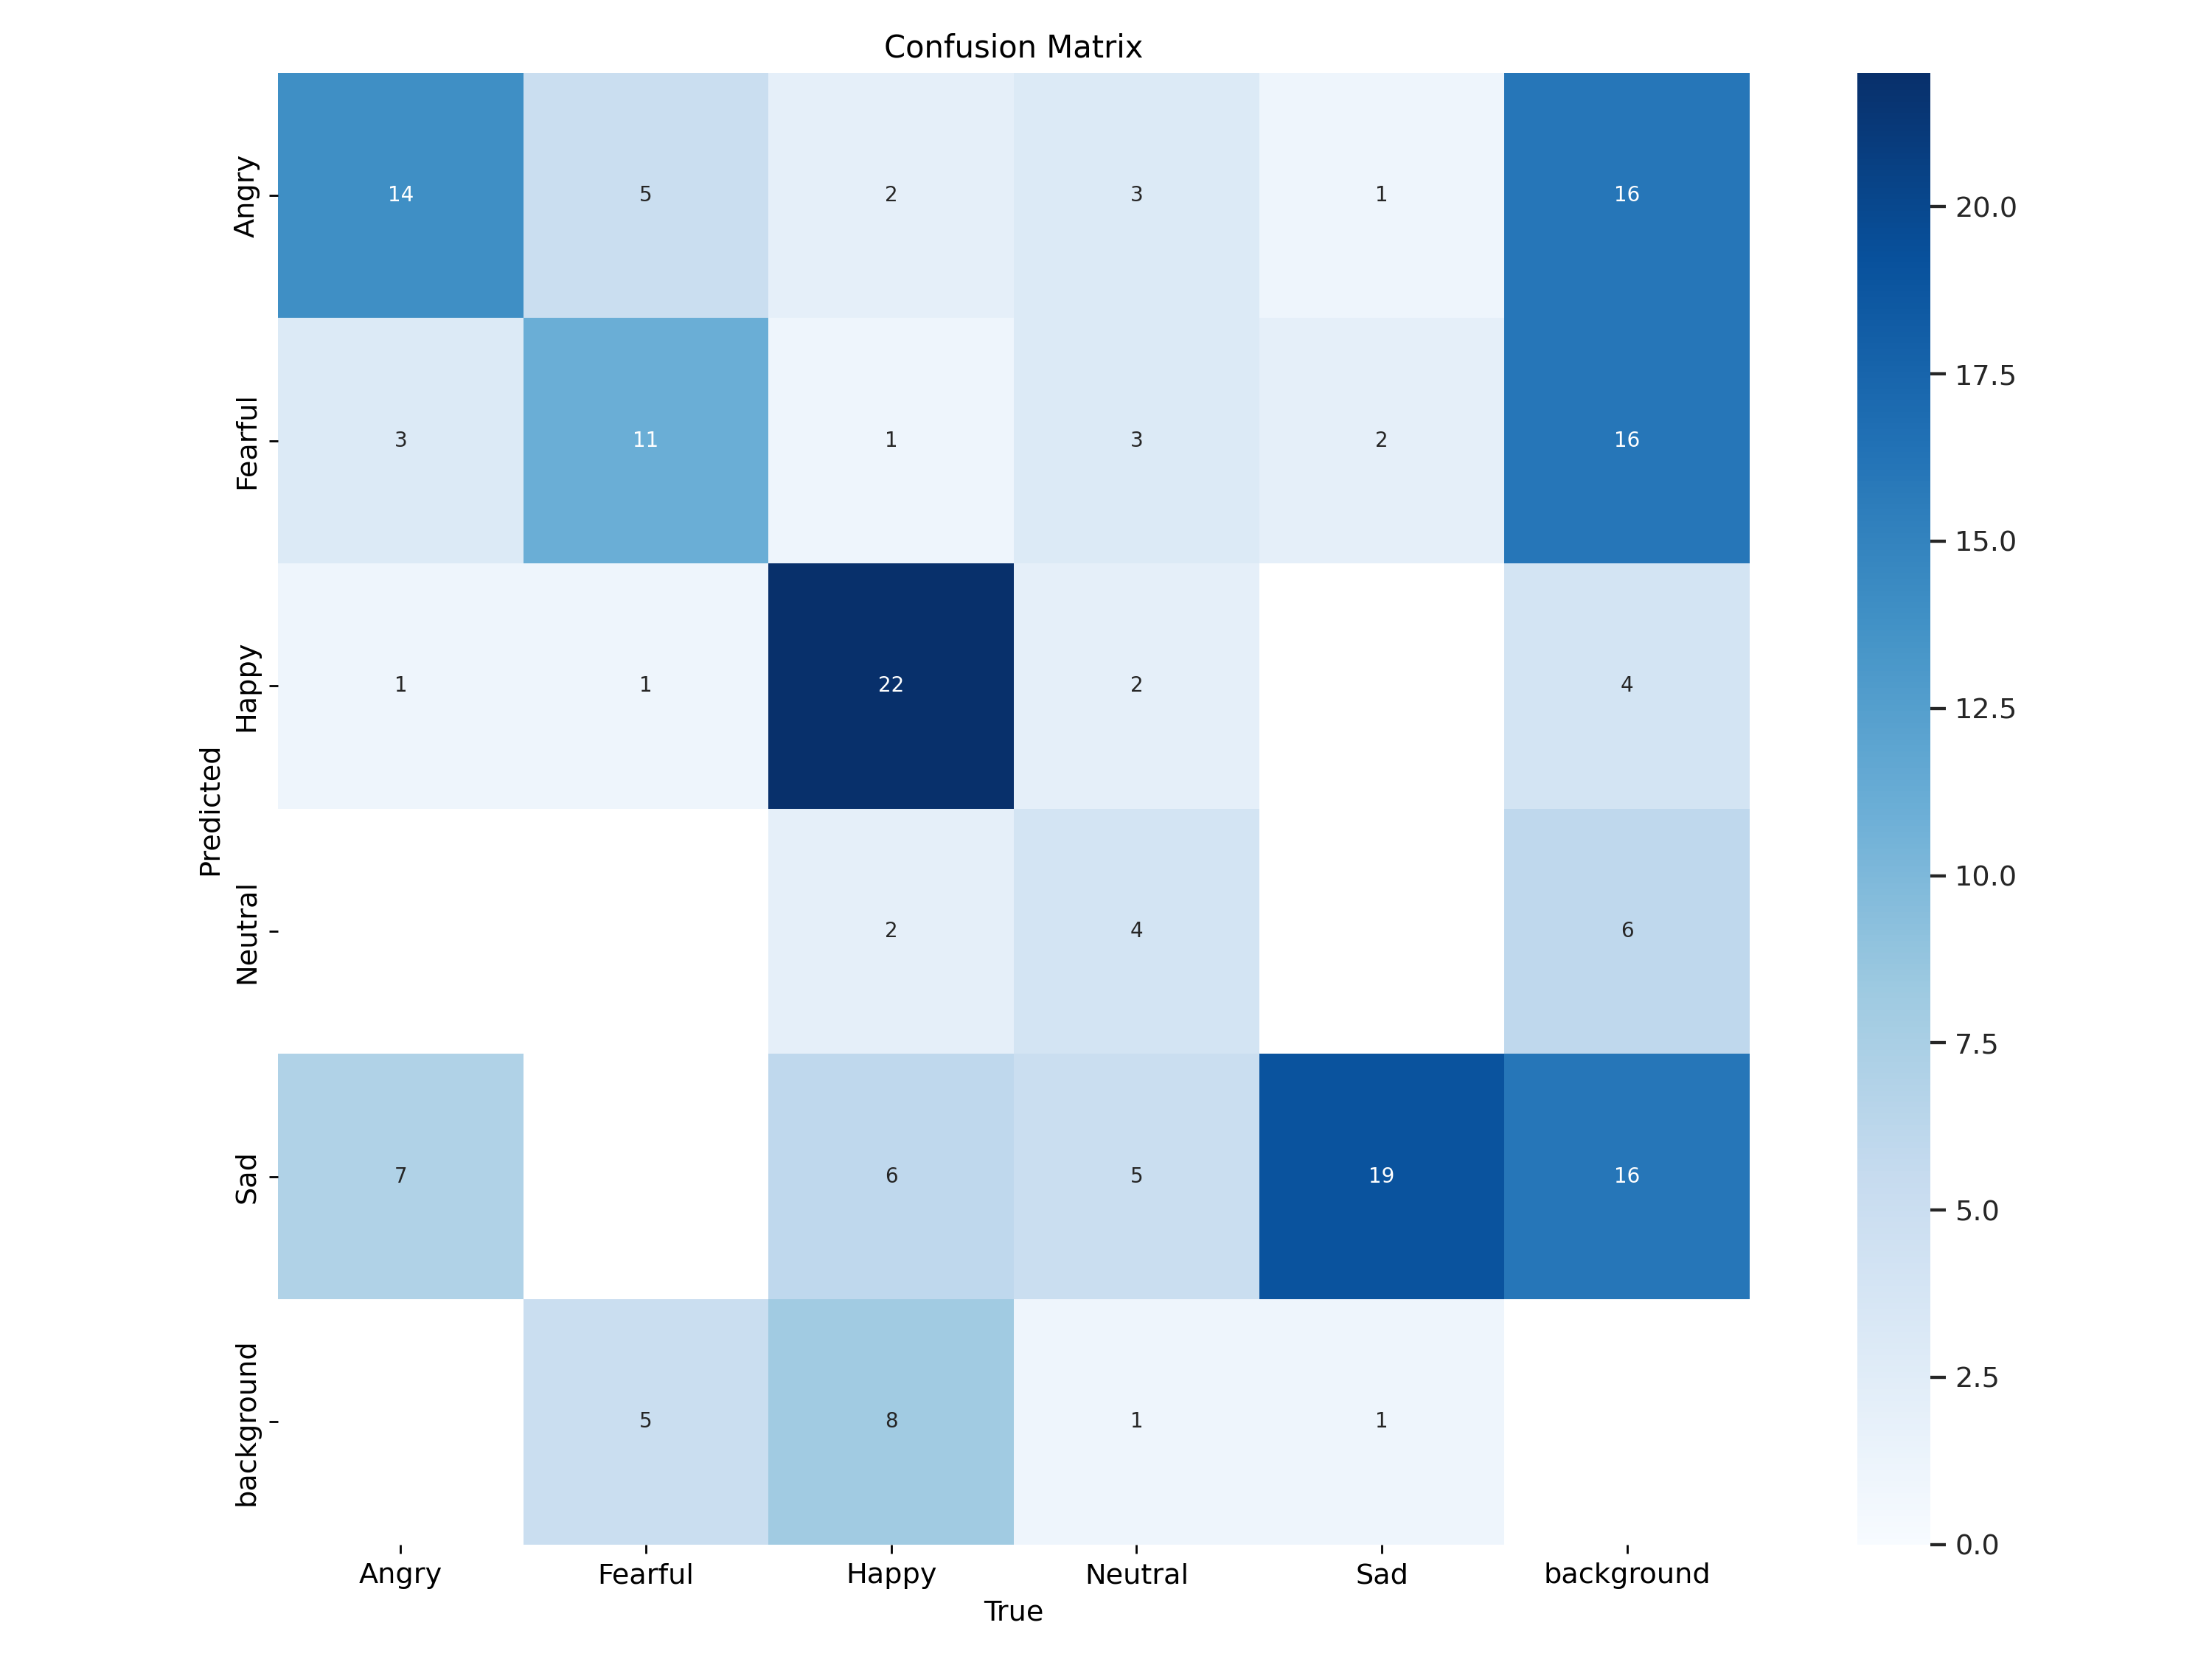 Confusion Matrix
Angry
14 5 2 3 1 16
Fearful
3 11 1 3 2 16
Happy
1 1 22 2 4
Neutral
2 4 6
Sad
7 6 5 19 16
background
5 8 1 1
Predicted
Angry Fearful Happy Neutral Sad background
True
20.0
17.5
15.0
12.5
10.0
7.5
5.0
2.5
0.0